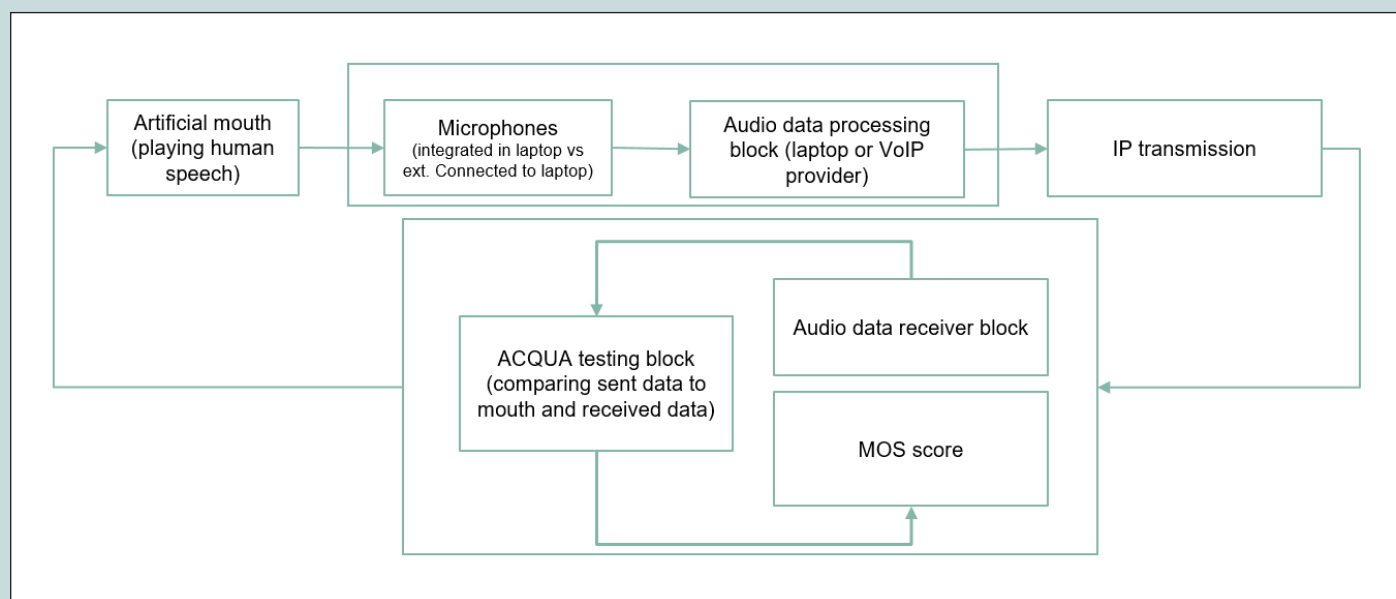 Artificial mouth
(playing human
speech)
Microphones
(integrated in laptop vs
ext. Connected to laptop)
Audio data processing
block (laptop or VoIP
provider)
IP transmission
ACQUA testing block
(comparing sent data to
mouth and received data)
Audio data receiver block
MOS score